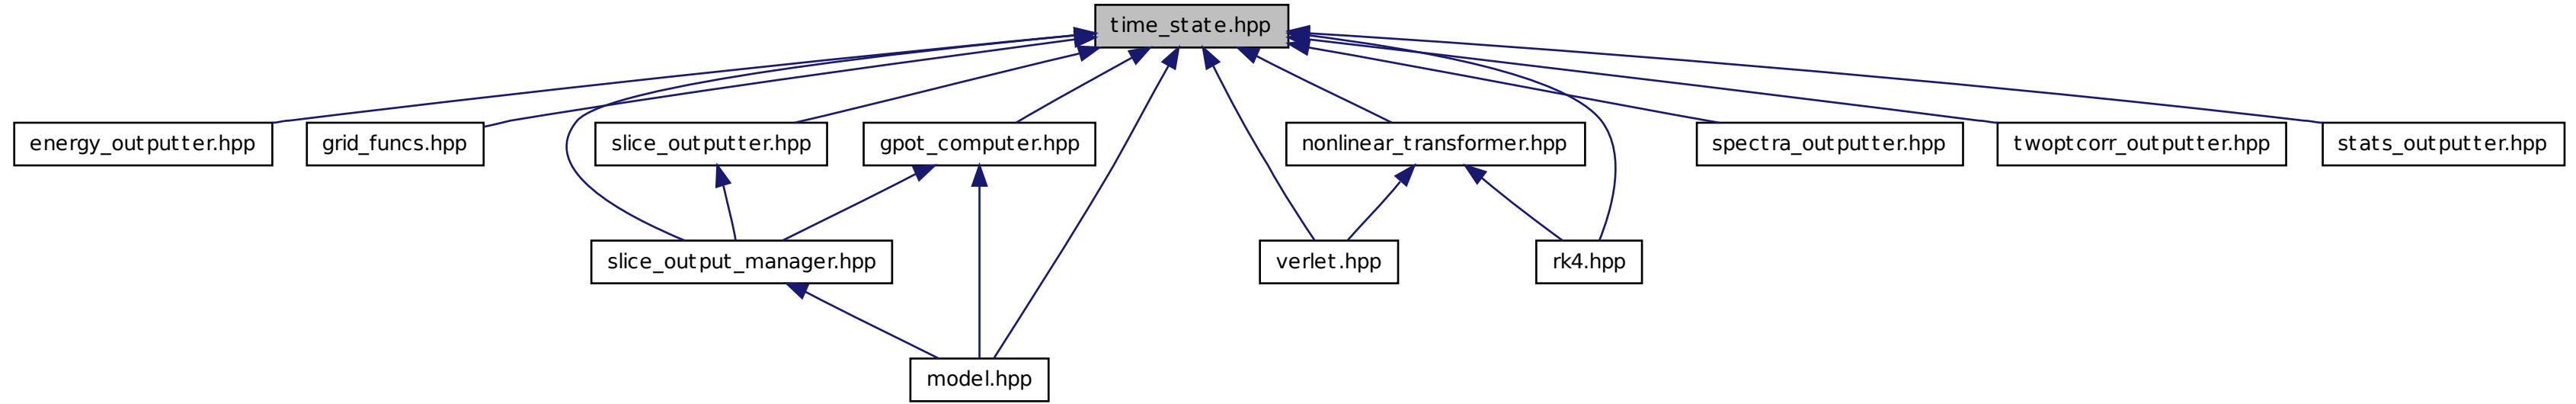 time_state.hpp
energy_outputter.hpp
grid_funcs.hpp
slice_outputter.hpp
gpot_computer.hpp
nonlinear_transformer.hpp
spectra_outputter.hpp
twoptcorr_outputter.hpp
stats_outputter.hpp
slice_output_manager.hpp
verlet.hpp
rk4.hpp
model.hpp